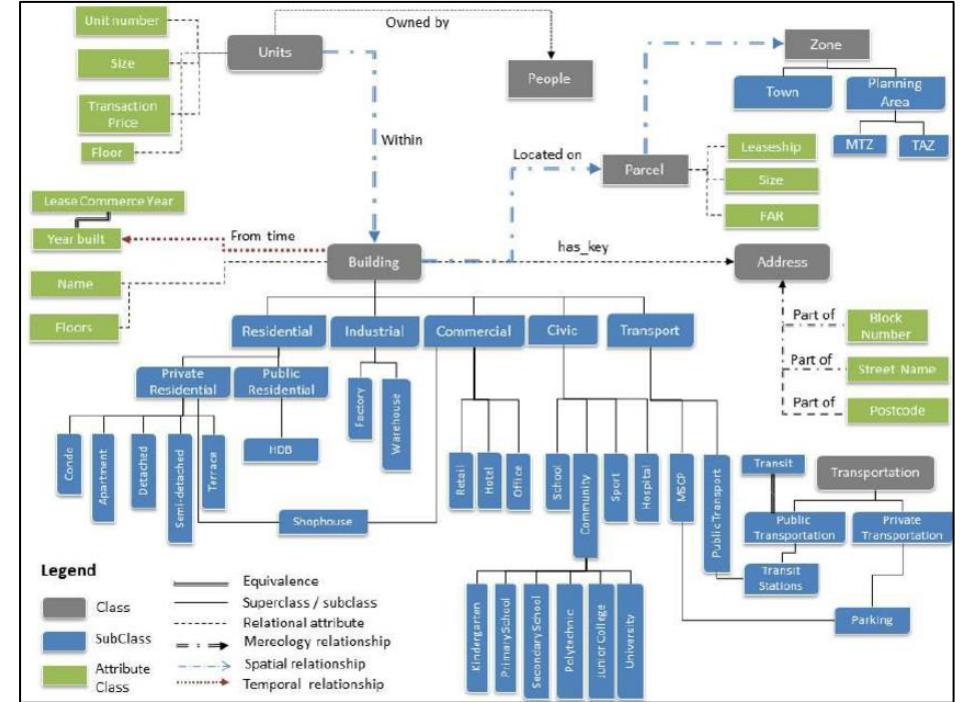 Unit number
Size
Transaction
Price
Floor
Units
Owned by
People
Within
Zone
Town
Planning
Area
MTZ
TAZ
Located on
Parcel
Leaseship
Size
FAR
Lease Commerce Year
Year built
Name
Floors
From time
Building
has_key
Address
Part of
Block
Number
Part of
Street Name
Part of
Postcode
Residential
Industrial
Commercial
Civic
Transport
Private
Residential
Public
Residential
Condo
Apartment
Detached
Semi-detached
Terrace
HDB
Factory
Warehouse
Shophouse
Retail
Hotel
Office
School
Community
Sport
Hospital
MSCP
Public Transport
Kindergarten
Primary School
Secondary School
Polytechnic
Junior College
University
Transit
Transportation
Public
Transportation
Private
Transportation
Transit
Stations
Parking
Legend
Class
SubClass
Attribute
Class
Equivalence
Superclass / subclass
Relational attribute
Mereology relationship
Spatial relationship
Temporal relationship